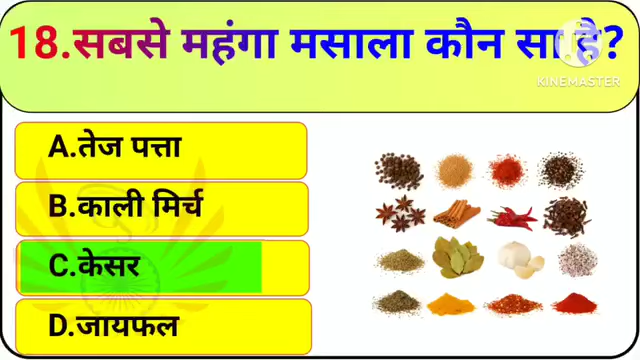 18.सबसे महंगा मसाला कौन सा है?
KINEMASTER
A.तेज पत्ता
B.काली मिर्च
C.केसर
D.जायफल